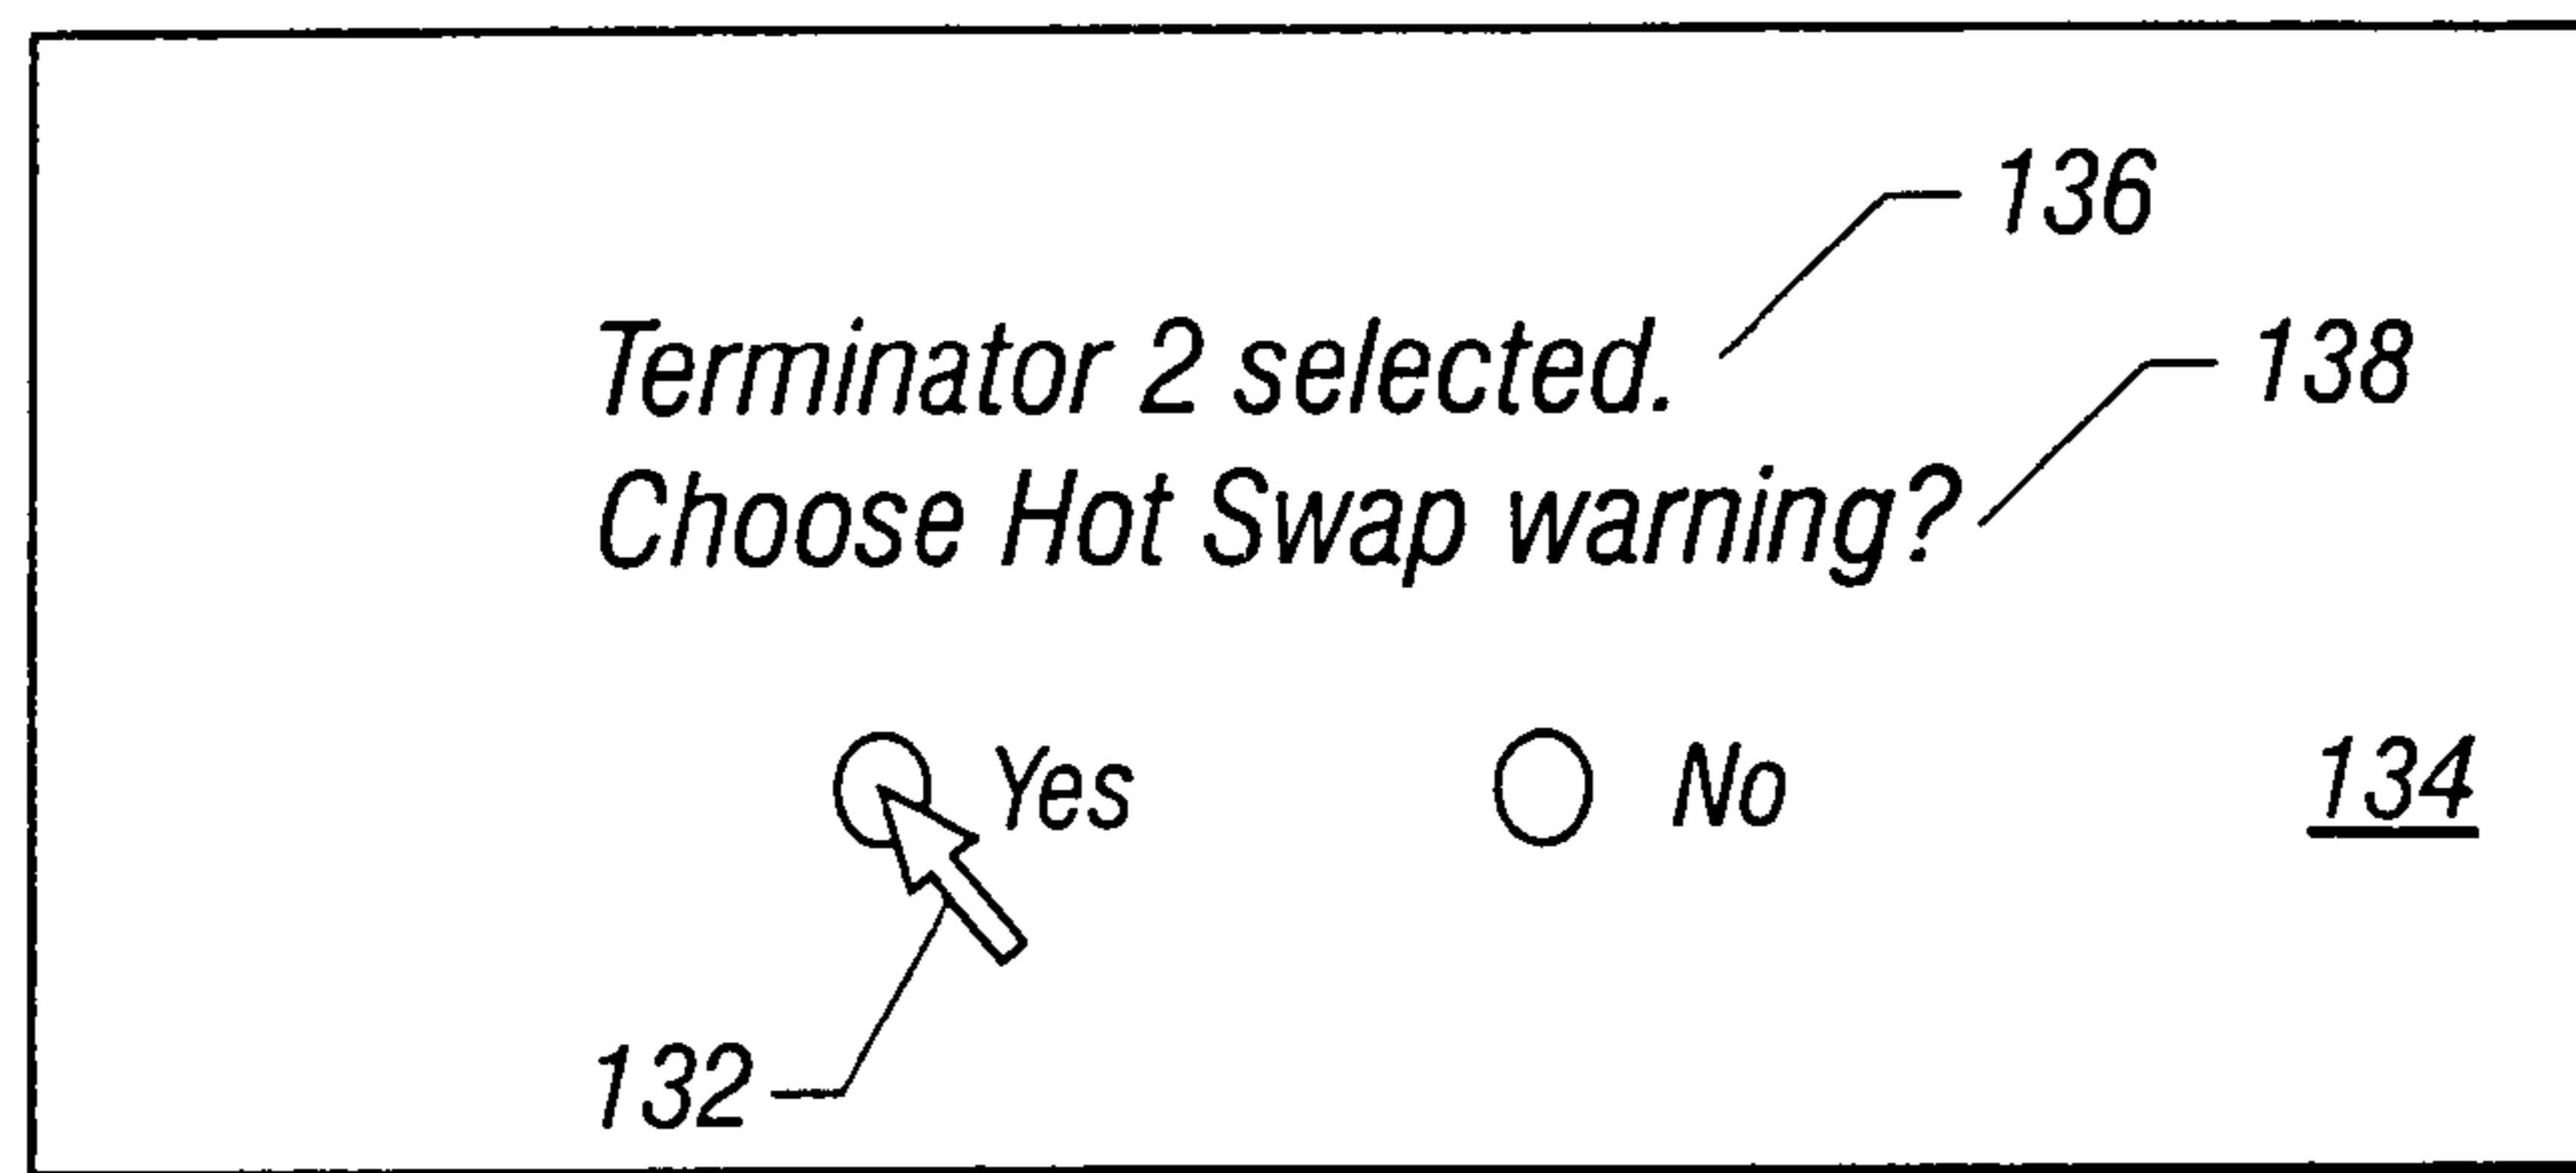 136
Terminator 2 selected.
138
Choose Hot Swap warning?
Yes No 134
132